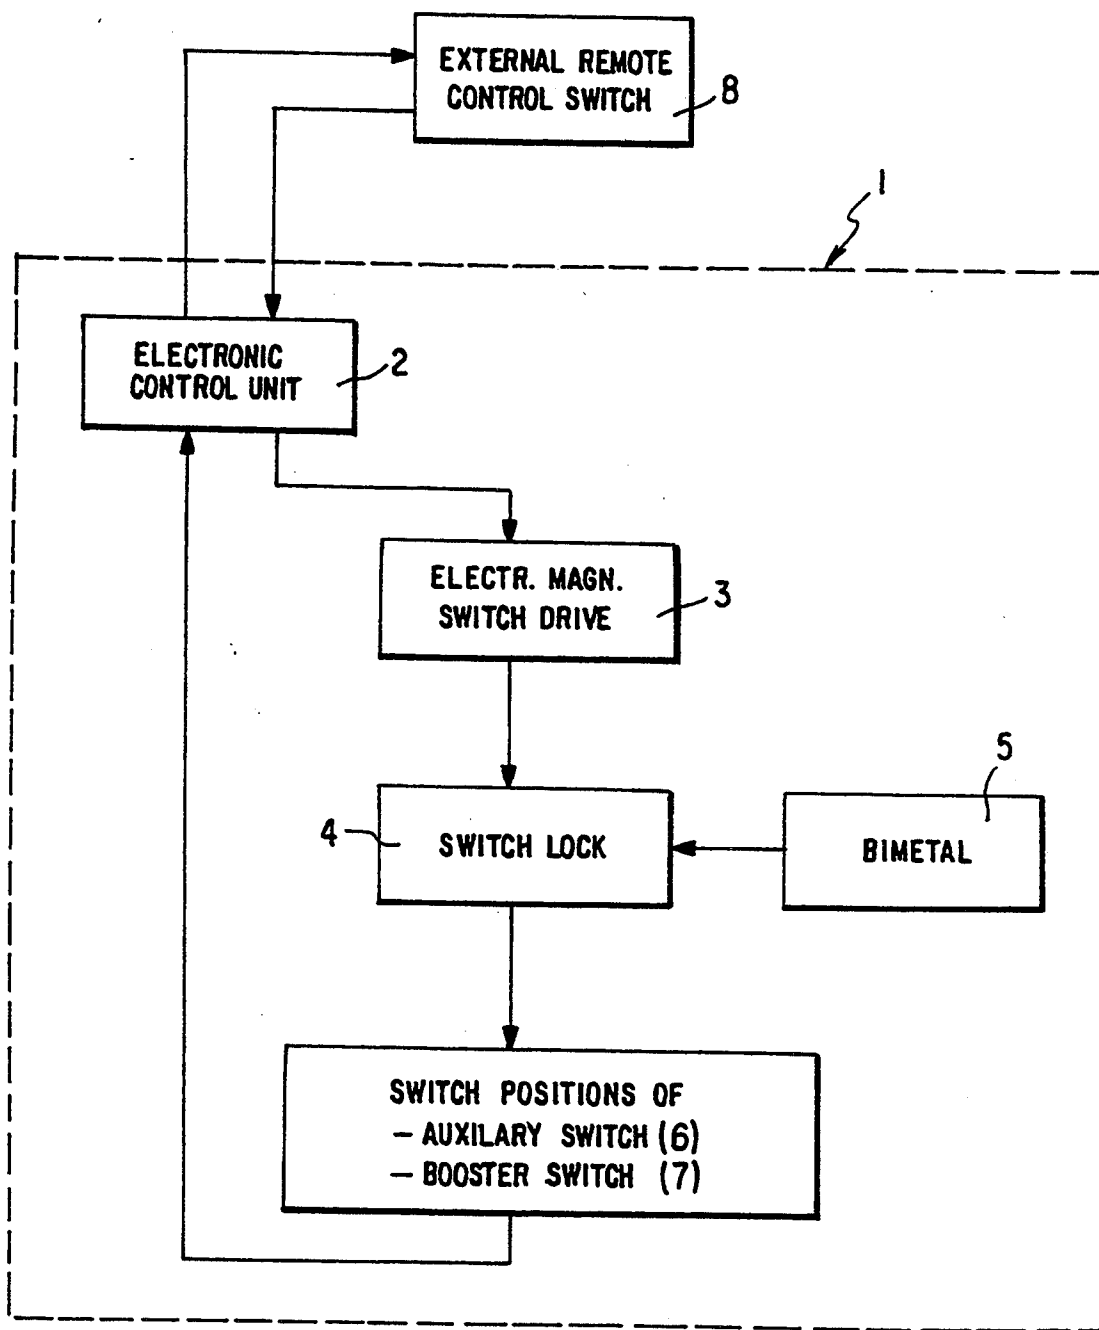 EXTERNAL REMOTE
CONTROL SWITCH
8
1
ELECTRONIC
CONTROL UNIT
2
ELECTR. MAGN.
SWITCH DRIVE
3
4
SWITCH LOCK
5
BIMETAL
SWITCH POSITIONS OF
– AUXILARY SWITCH (6)
– BOOSTER SWITCH (7)